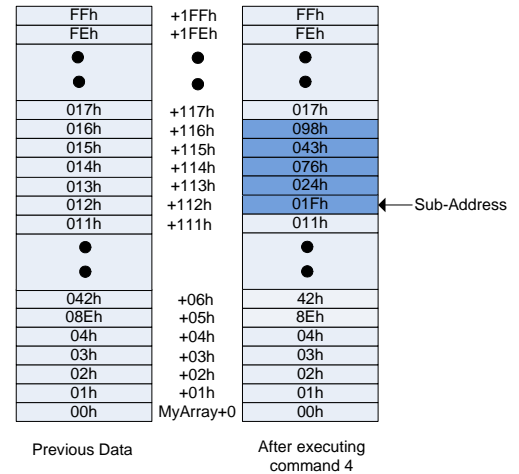 FFh +1FFh FFh
FEh +1FEh FEh
017h +117h 017h
016h +116h 098h
015h +115h 043h
014h +114h 076h
013h +113h 024h
012h +112h 01Fh Sub-Address
011h +111h 011h
042h +06h 42h
08Eh +05h 8Eh
04h +04h 04h
03h +03h 03h
02h +02h 02h
01h +01h 01h
00h MyArray+0 00h
Previous Data After executing
command 4